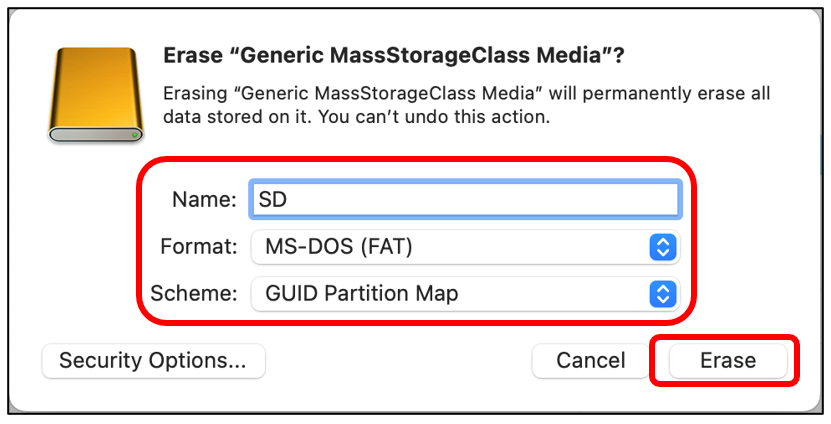 Erase “Generic MassStorageClass Media”?
Erasing “Generic MassStorageClass Media” will permanently erase all
data stored on it. You can’t undo this action.
Name: SD
Format: MS-DOS (FAT)
Scheme: GUID Partition Map
Security Options... Cancel Erase